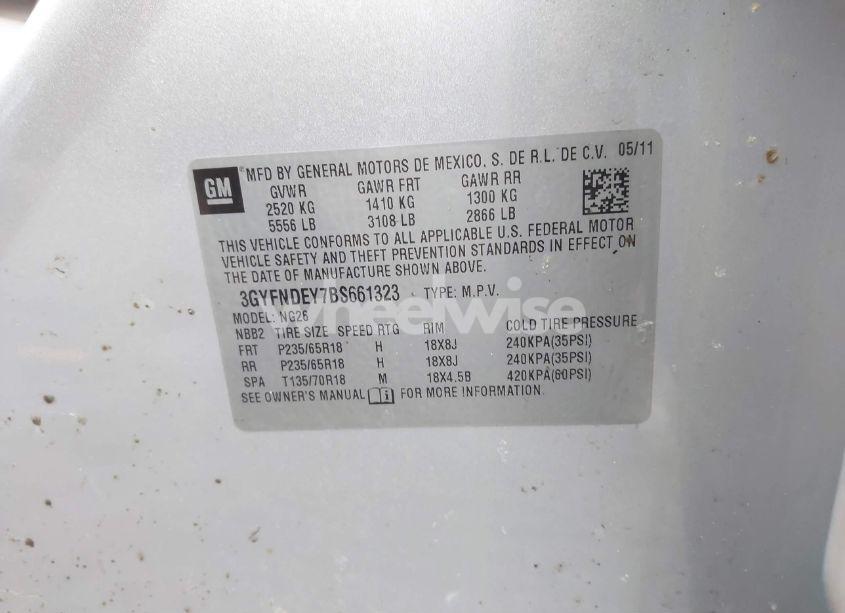 GM ® MFD BY GENERAL MOTORS DE MEXICO. S. DE R.L. DE C.V. 05/11
GVWR GAWR FRT GAWR RR
2520 KG 1410 KG 1300 KG
5556 LB 3108 LB 2866 LB
THIS VEHICLE CONFORMS TO ALL APPLICABLE U.S. FEDERAL MOTOR
VEHICLE SAFETY AND THEFT PREVENTION STANDARDS IN EFFECT ON
THE DATE OF MANUFACTURE SHOWN ABOVE.
3GYFNDEY7BS661323 TYPE: M.P.V.
wheelwise
MODEL: NG26
NBB2 TIRE SIZE SPEED RTG RIM COLD TIRE PRESSURE
FRT P235/65R18 H 18X8J 240KPA(35PSI)
RR P235/65R18 H 18X8J 240KPA(35PSI)
SPA T135/70R18 M 18X4.5B 420KPA(60PSI)
SEE OWNER'S MANUAL FOR MORE INFORMATION.